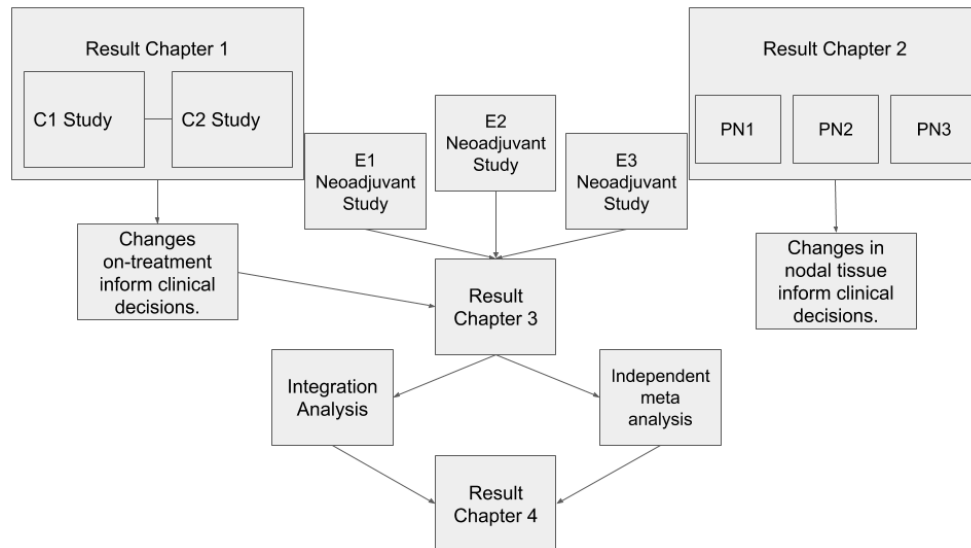 Result Chapter 1
C1 Study
C2 Study
Result Chapter 2
PN1
PN2
PN3
E1
Neoadjuvant
Study
E2
Neoadjuvant
Study
E3
Neoadjuvant
Study
Changes
on-treatment
inform clinical
decisions.
Changes in
nodal tissue
inform clinical
decisions.
Result
Chapter 3
Integration
Analysis
Independent
meta
analysis
Result
Chapter 4